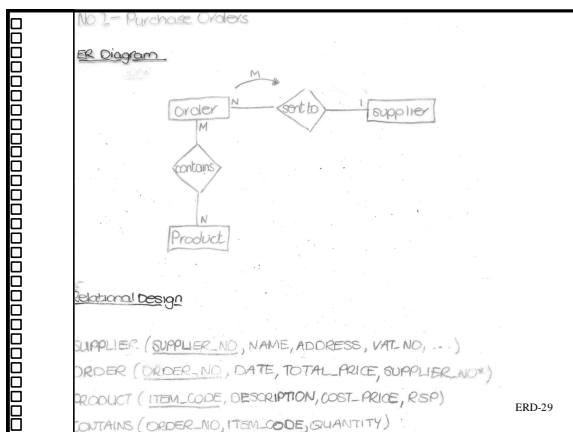 No 2 - Purchase Orders
ER Diagram
M
Order
N
sent to
1
Supplier
M
contains
N
Product
Relational Design
SUPPLIER (SUPPLIER_NO, NAME, ADDRESS, VAT_NO, ...)
ORDER (ORDER_NO, DATE, TOTAL_PRICE, SUPPLIER_NO*)
PRODUCT (ITEM_CODE, DESCRIPTION, COST_PRICE, RSP)
CONTAINS (ORDER_NO, ITEM_CODE, QUANTITY)
ERD-29